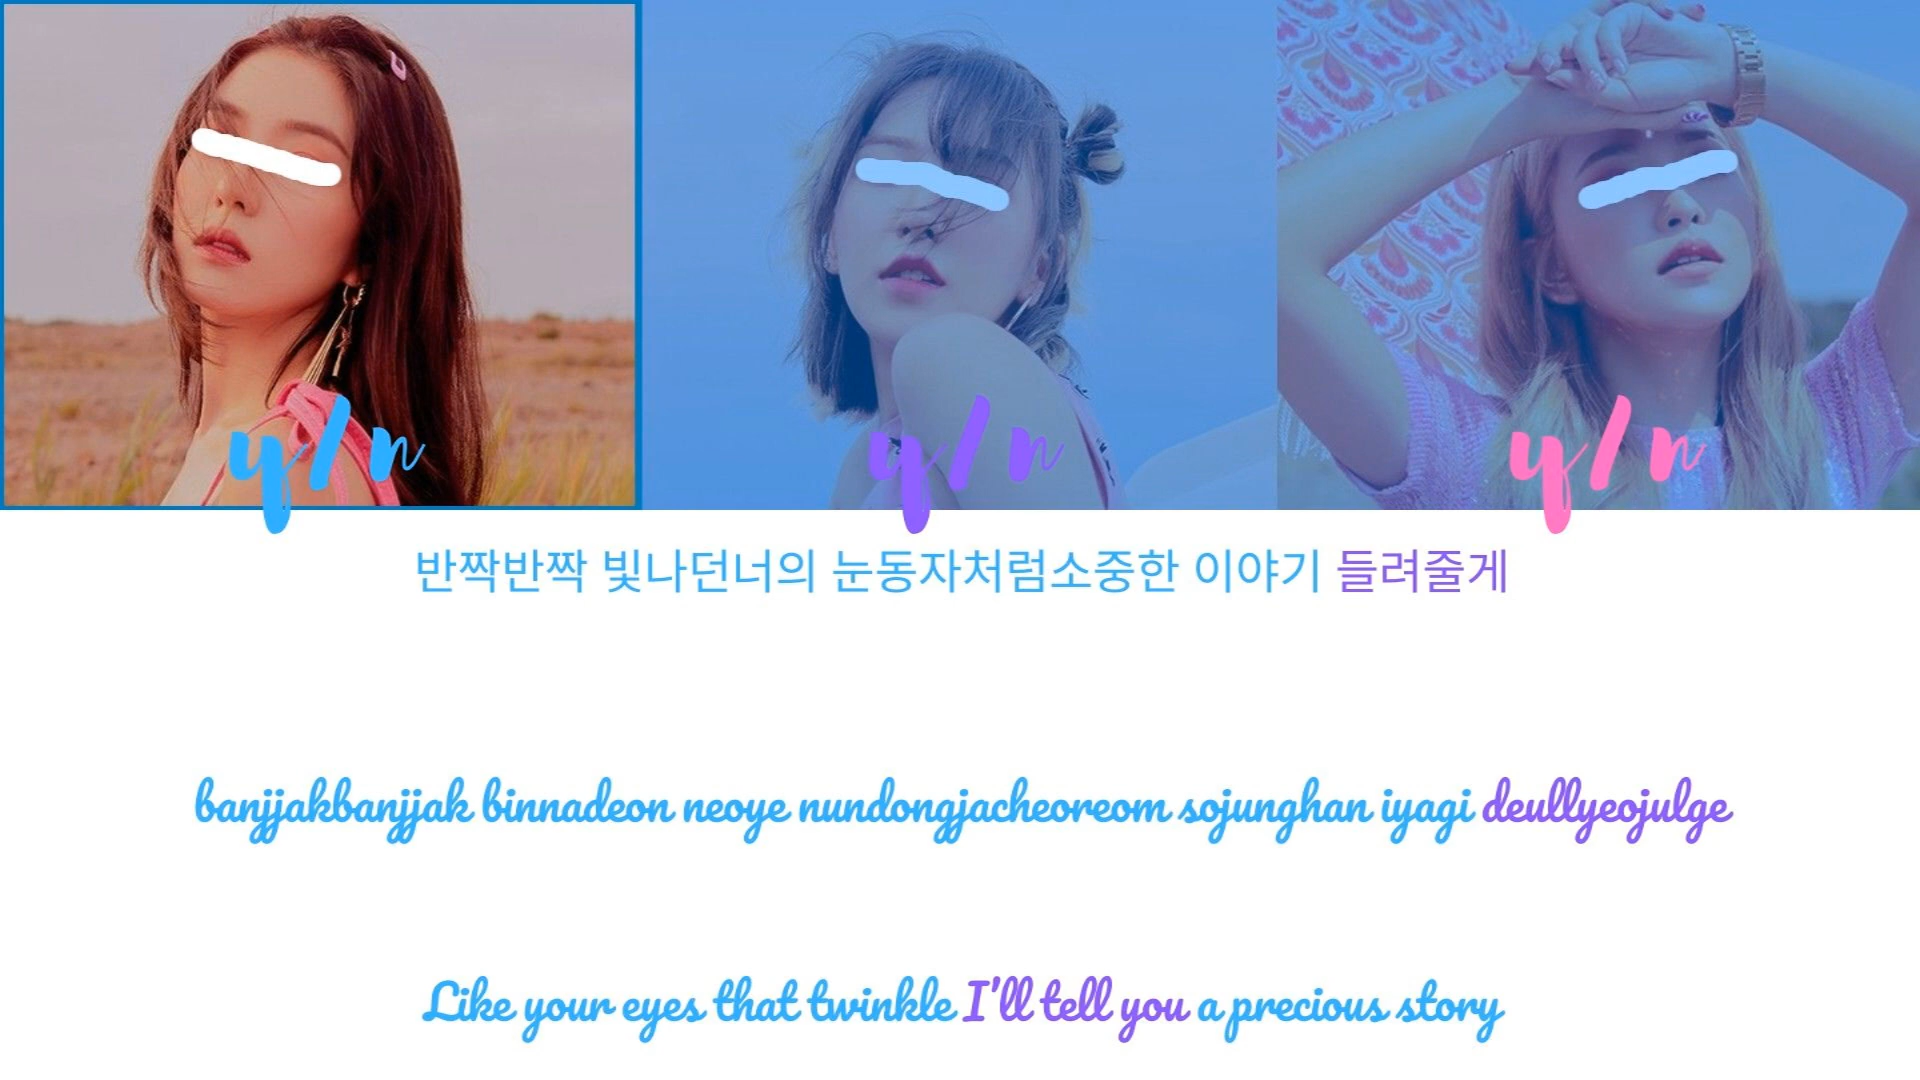 y/n y/n y/n
반짝반짝 빛나던너의 눈동자처럼소중한 이야기 들려줄게
banjjakbanjjak binnadeon neoye nundongjacheoreom sojunghan iyagi deullyeojulge
Like your eyes that twinkle I'll tell you a precious story